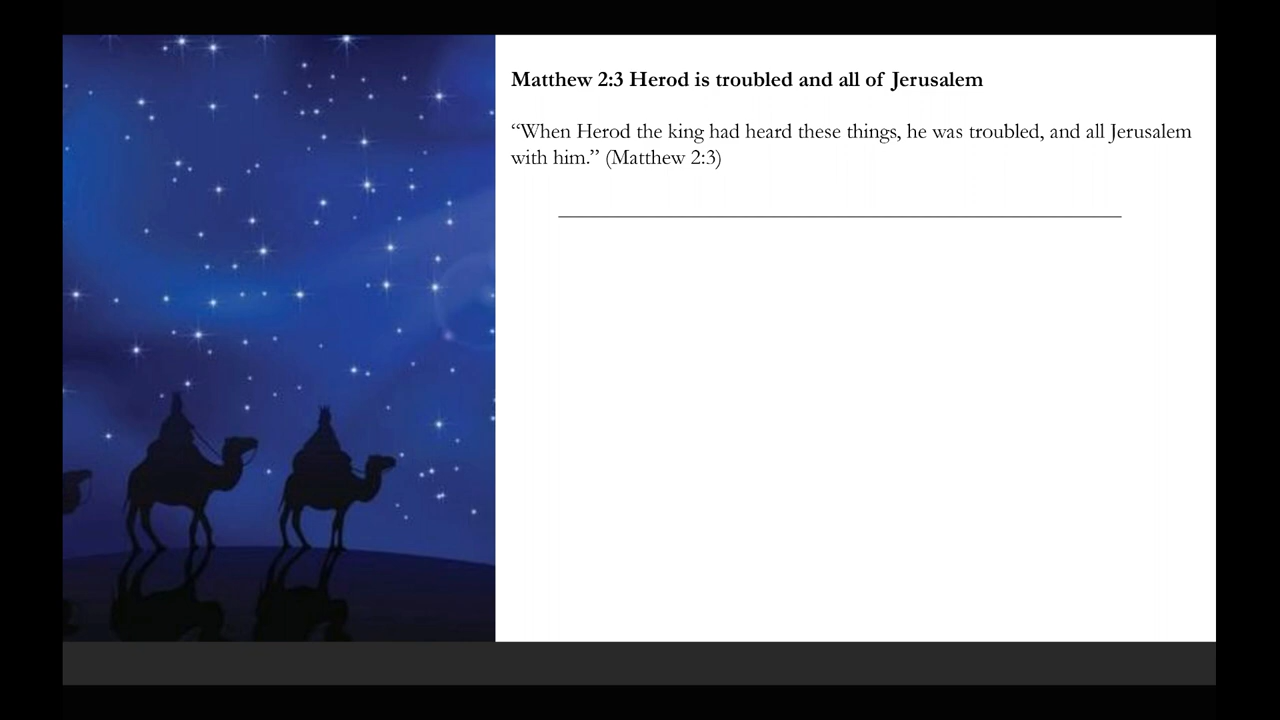 Matthew 2:3 Herod is troubled and all of Jerusalem
“When Herod the king had heard these things, he was troubled, and all Jerusalem
with him.” (Matthew 2:3)